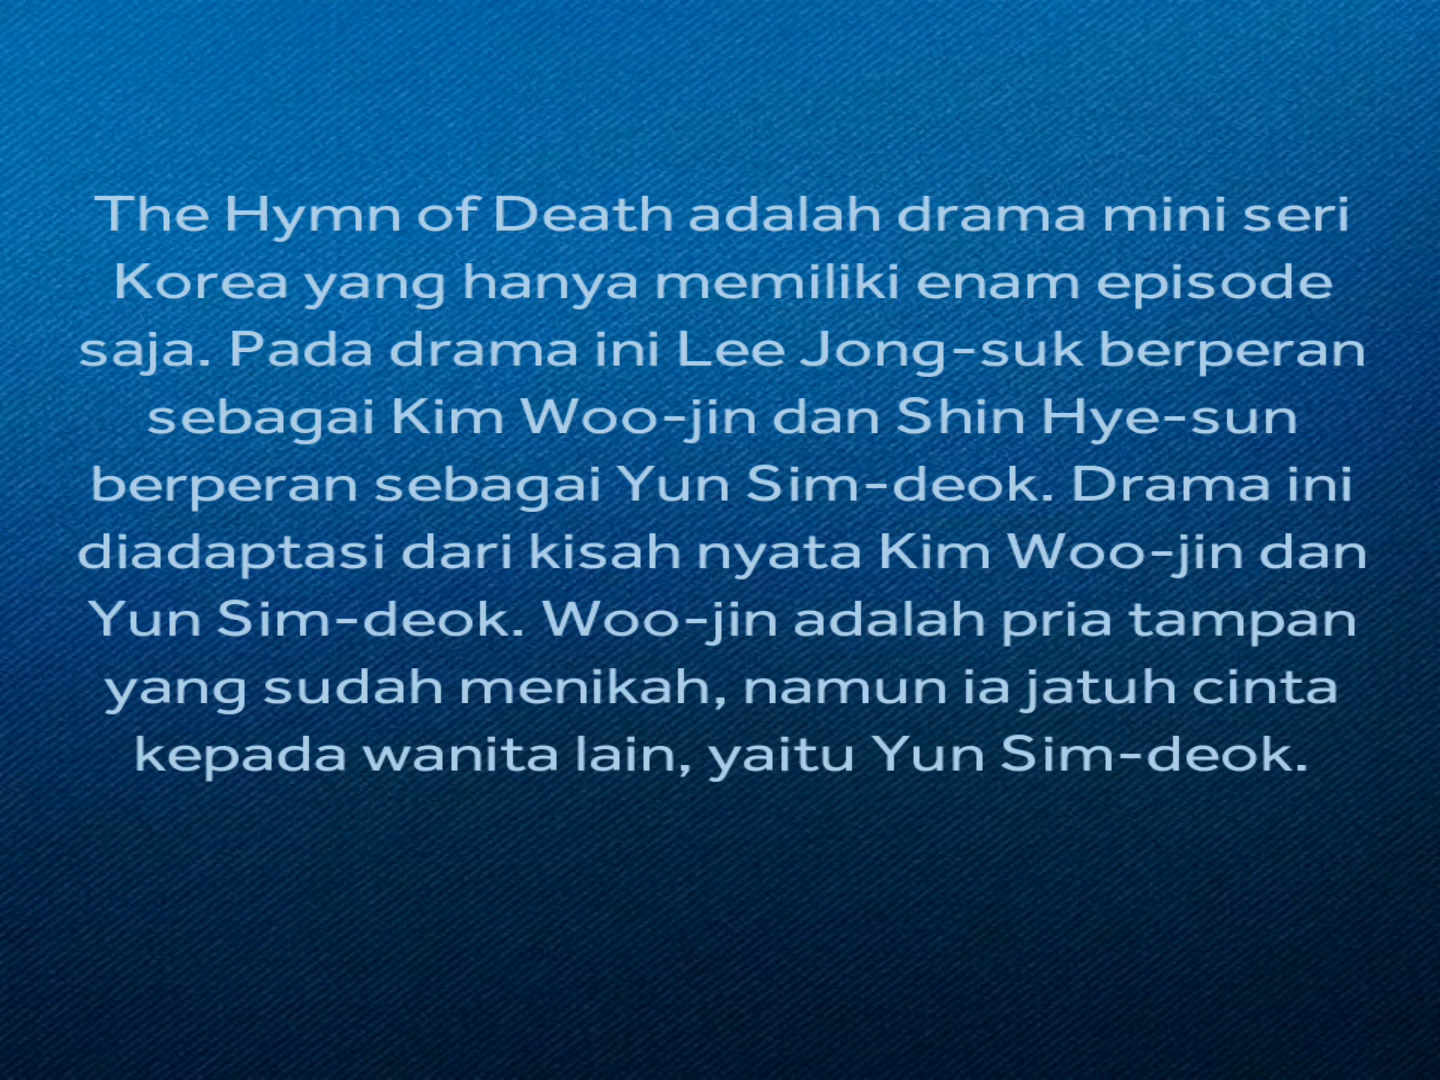 The Hymn of Death adalah drama mini seri
Korea yang hanya memiliki enam episode
saja. Pada drama ini Lee Jong-suk berperan
sebagai Kim Woo-jin dan Shin Hye-sun
berperan sebagai Yun Sim-deok. Drama ini
diadaptasi dari kisah nyata Kim Woo-jin dan
Yun Sim-deok. Woo-jin adalah pria tampan
yang sudah menikah, namun ia jatuh cinta
kepada wanita lain, yaitu Yun Sim-deok.